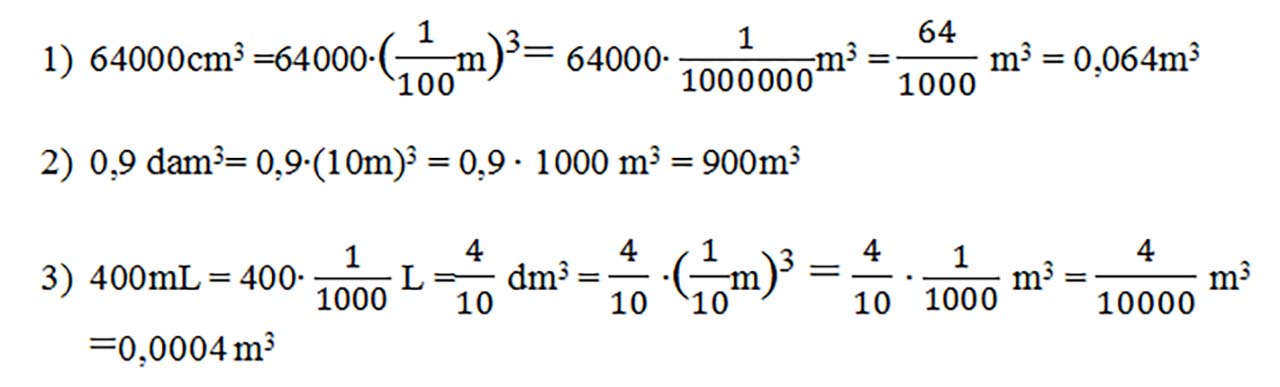 1) 64000cm³ =64000·(1/100 m)³= 64000· 1/1000000 m³ = 64/1000 m³ = 0,064m³
2) 0,9 dam³= 0,9·(10m)³ = 0,9 · 1000 m³ = 900m³
3) 400mL = 400· 1/1000 L = 4/10 dm³ = 4/10 ·(1/10 m)³ = 4/10 · 1/1000 m³ = 4/10000 m³
=0,0004 m³